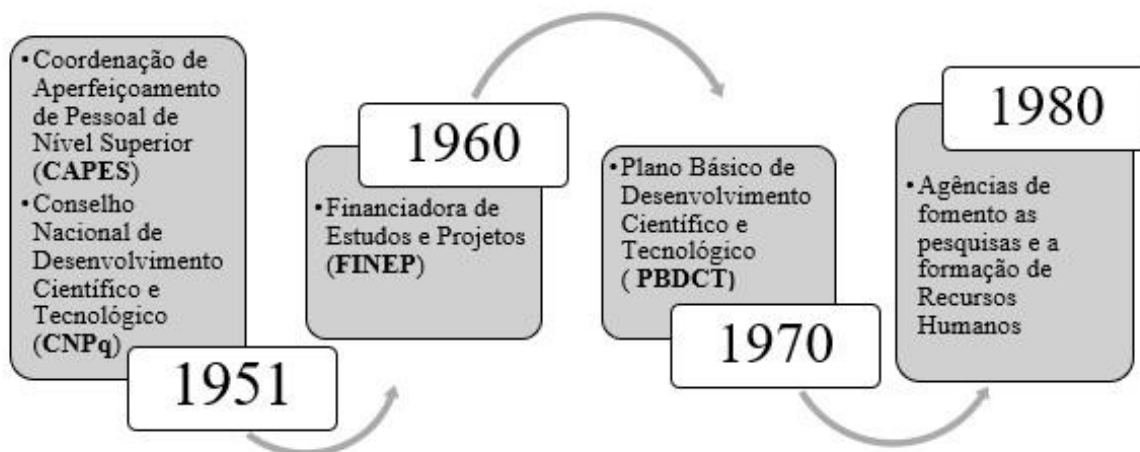 •Coordenação de
Aperfeiçoamento
de Pessoal de
Nível Superior
(CAPES)
•Conselho
Nacional de
Desenvolvimento
Científico e
Tecnológico
(CNPq)
1951
1960
•Financiadora de
Estudos e Projetos
(FINEP)
•Plano Básico de
Desenvolvimento
Científico e
Tecnológico
( PBDCT)
1970
1980
•Agências de
fomento as
pesquisas e a
formação de
Recursos
Humanos